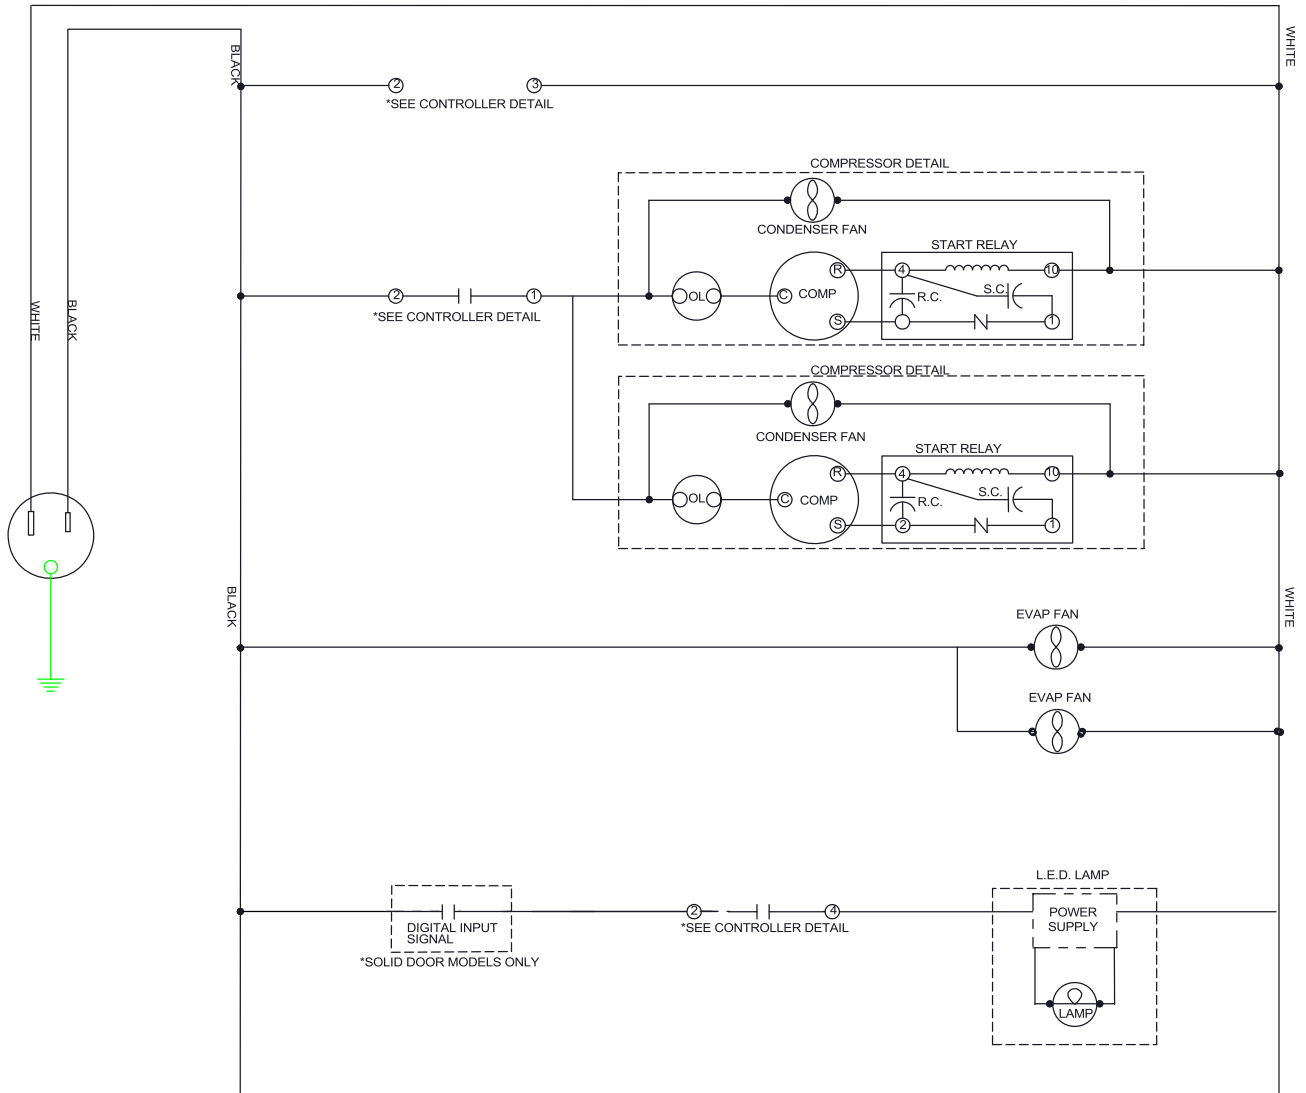 BLACK
WHITE
2
3
*SEE CONTROLLER DETAIL
COMPRESSOR DETAIL
CONDENSER FAN
START RELAY
R
4
10
2
1
OL
C
COMP
R.C.
S.C.
S
1
*SEE CONTROLLER DETAIL
WHITE
BLACK
COMPRESSOR DETAIL
CONDENSER FAN
START RELAY
R
4
10
OL
C
COMP
R.C.
S.C.
S
2
1
BLACK
WHITE
EVAP FAN
EVAP FAN
L.E.D. LAMP
2
4
POWER
SUPPLY
DIGITAL INPUT
SIGNAL
*SEE CONTROLLER DETAIL
*SOLID DOOR MODELS ONLY
LAMP